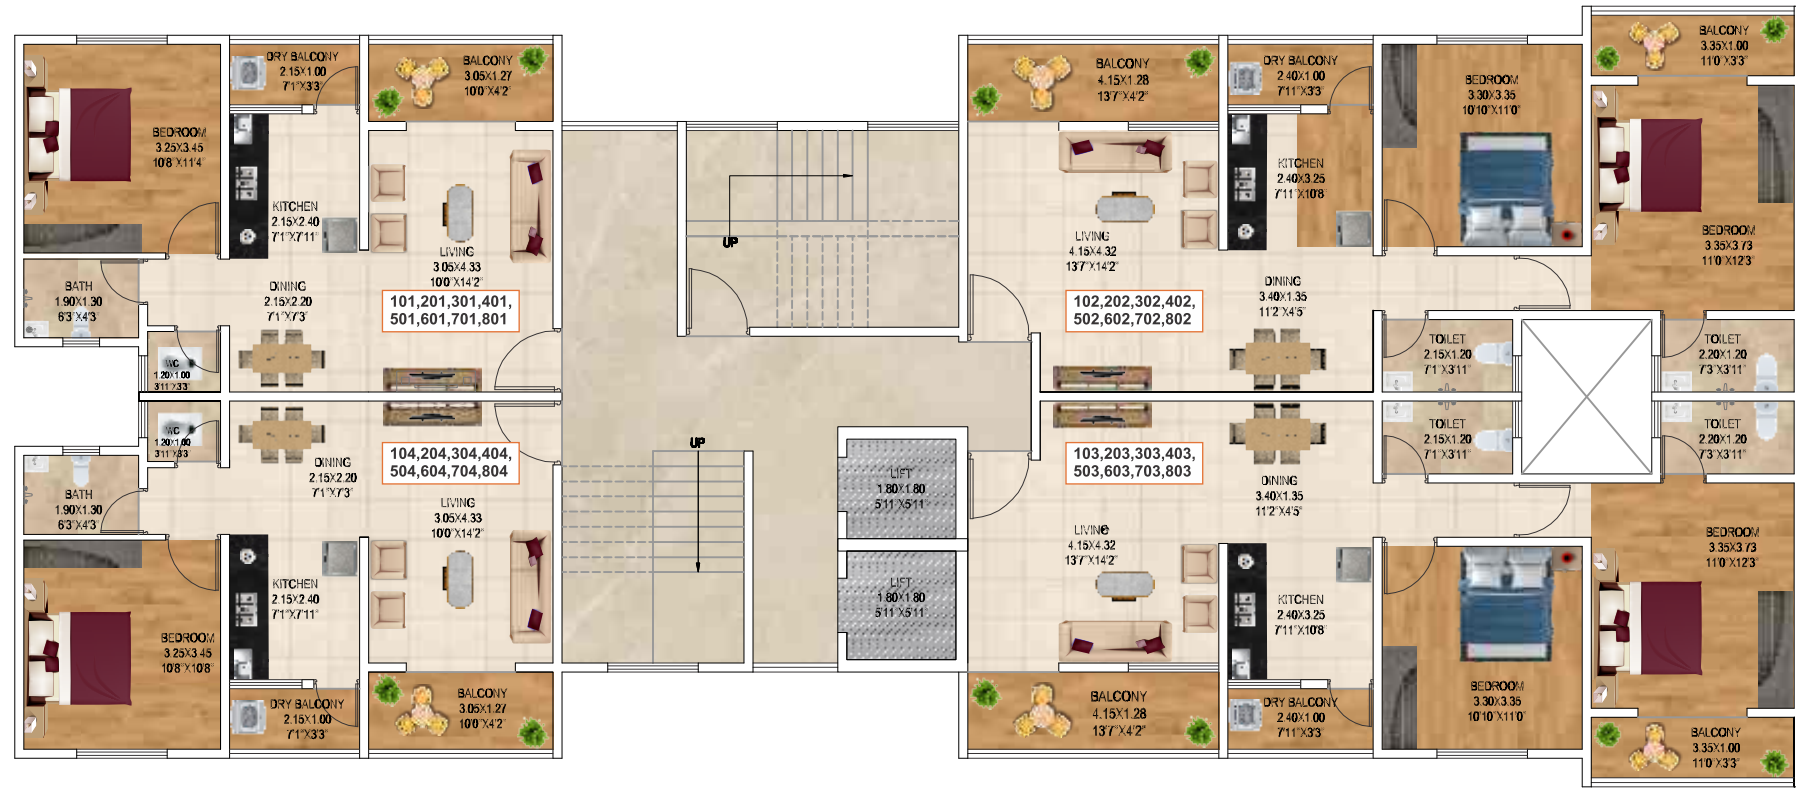 DRY BALCONY
2.15X1.00
7'1"X3'3"
BALCONY
3.05X1.27
10'0"X4'2"
BEDROOM
3.25X3.45
10'8"X11'4"
KITCHEN
2.15X2.40
7'1"X7'11"
LIVING
3.05X4.33
10'0"X14'2"
BATH
1.90X1.30
6'3"X4'3"
DINING
2.15X2.20
7'1"X7'3"
101,201,301,401,
501,601,701,801
WC
1.20X1.00
3'11"X3'3"
UP
BALCONY
4.15X1.28
13'7"X4'2"
DRY BALCONY
2.40X1.00
7'11"X3'3"
BEDROOM
3.30X3.35
10'10"X11'0"
BALCONY
3.35X1.00
11'0"X3'3"
KITCHEN
2.40X3.25
7'11"X10'8"
LIVING
4.15X4.32
13'7"X14'2"
BEDROOM
3.35X3.73
11'0"X12'3"
DINING
3.40X1.35
11'2"X4'5"
102,202,302,402,
502,602,702,802
TOILET
2.15X1.20
7'1"X3'11"
TOILET
2.20X1.20
7'3"X3'11"
WC
1.20X1.00
3'11"X3'3"
DINING
2.15X2.20
7'1"X7'3"
104,204,304,404,
504,604,704,804
BATH
1.90X1.30
6'3"X4'3"
LIVING
3.05X4.33
10'0"X14'2"
KITCHEN
2.15X2.40
7'1"X7'11"
BEDROOM
3.25X3.45
10'8"X10'8"
DRY BALCONY
2.15X1.00
7'1"X3'3"
BALCONY
3.05X1.27
10'0"X4'2"
UP
LIFT
1.80X1.80
5'11"X5'11"
LIFT
1.80X1.80
5'11"X5'11"
103,203,303,403,
503,603,703,803
TOILET
2.15X1.20
7'1"X3'11"
TOILET
2.20X1.20
7'3"X3'11"
DINING
3.40X1.35
11'2"X4'5"
LIVING
4.15X4.32
13'7"X14'2"
BEDROOM
3.35X3.73
11'0"X12'3"
KITCHEN
2.40X3.25
7'11"X10'8"
BEDROOM
3.30X3.35
10'10"X11'0"
BALCONY
4.15X1.28
13'7"X4'2"
DRY BALCONY
2.40X1.00
7'11"X3'3"
BALCONY
3.35X1.00
11'0"X3'3"